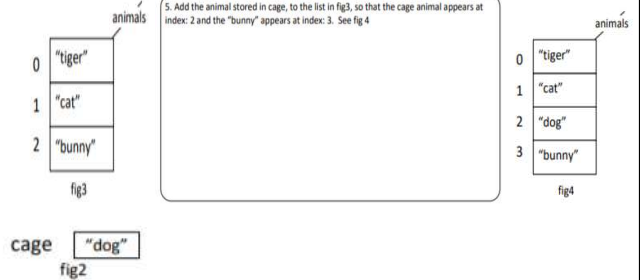 animals
0 "tiger"
1 "cat"
2 "bunny"
fig3
5. Add the animal stored in cage, to the list in fig3, so that the cage animal appears at
index: 2 and the "bunny" appears at index: 3. See fig 4
animals
0 "tiger"
1 "cat"
2 "dog"
3 "bunny"
fig4
cage "dog"
fig2